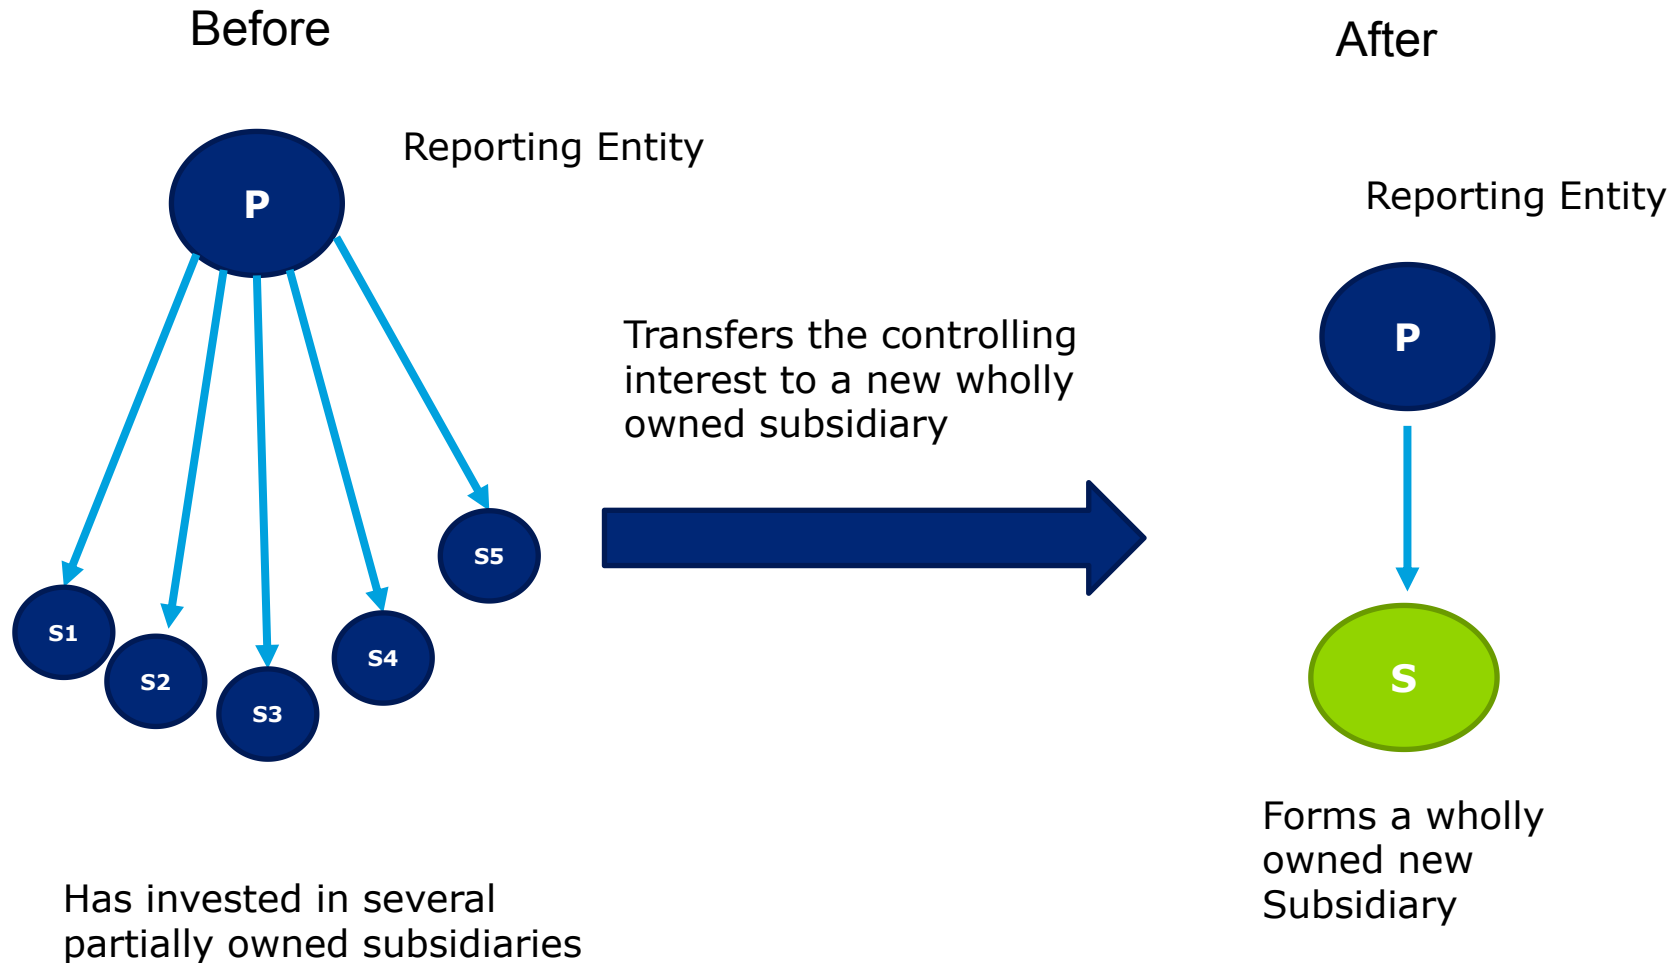 Before
After
Reporting Entity
P
Reporting Entity
P
Transfers the controlling
interest to a new wholly
owned subsidiary
S5
S1
S4
S2
S3
S
Forms a wholly
owned new
Subsidiary
Has invested in several
partially owned subsidiaries